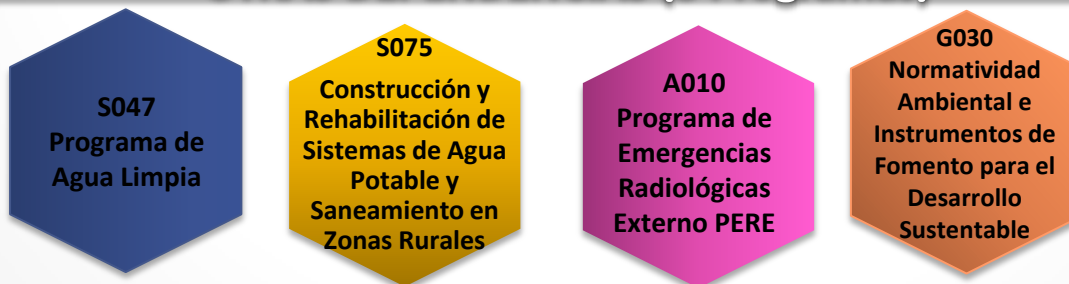 S047
Programa de
Agua Limpia
S075
Construcción y
Rehabilitación de
Sistemas de Agua
Potable y
Saneamiento en
Zonas Rurales
A010
Programa de
Emergencias
Radiológicas
Externo PERE
G030
Normatividad
Ambiental e
Instrumentos de
Fomento para el
Desarrollo
Sustentable